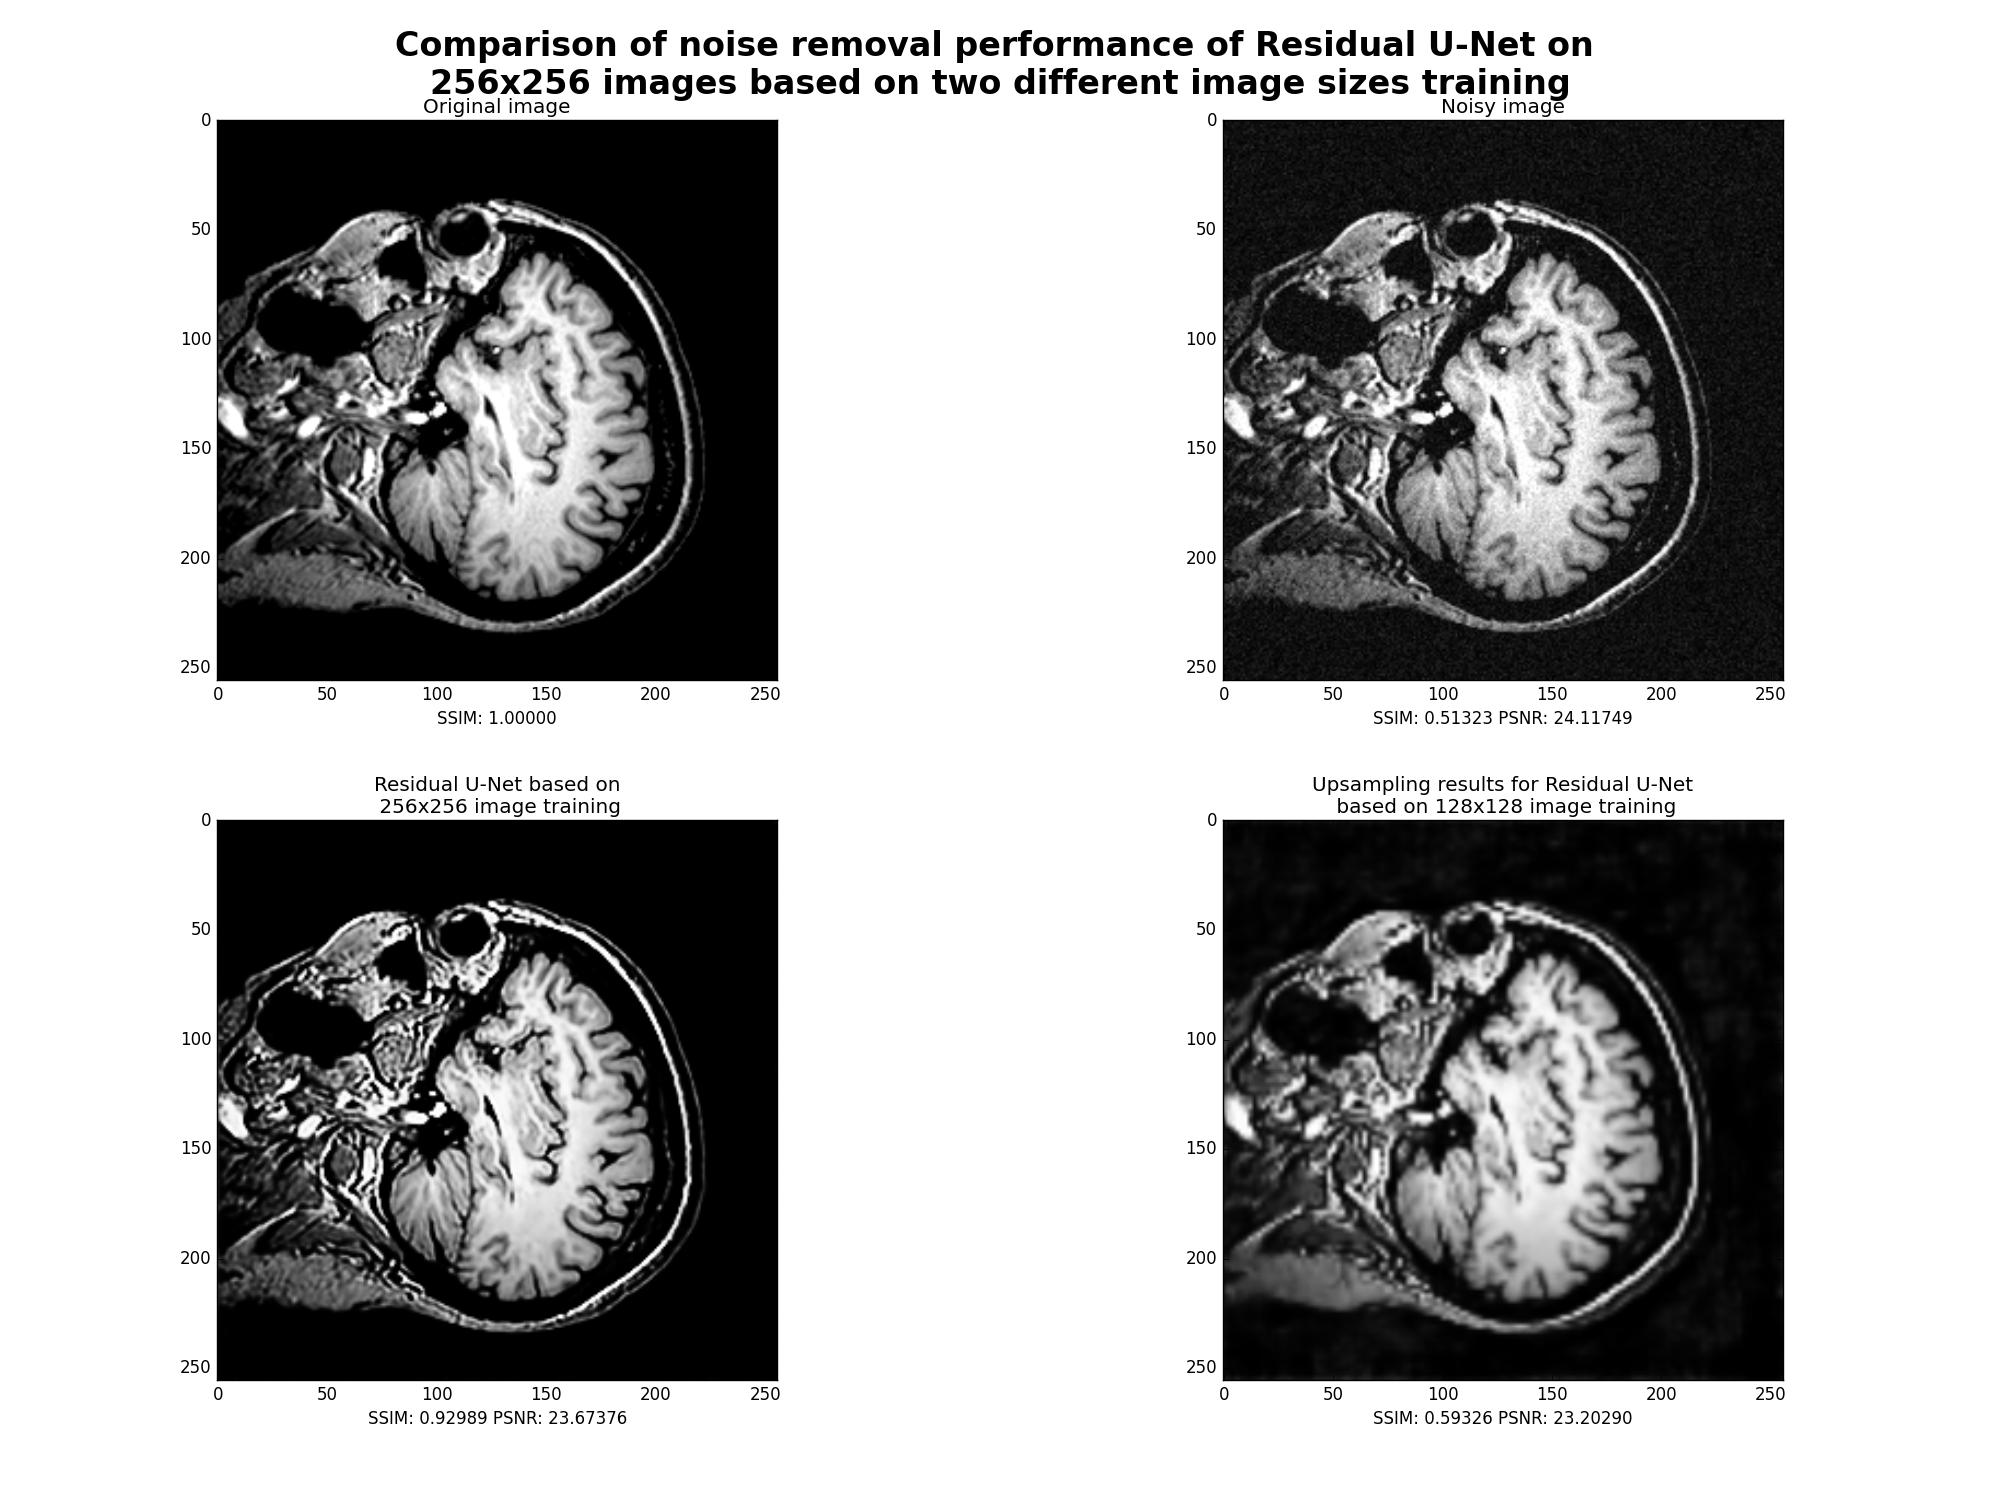 Comparison of noise removal performance of Residual U-Net on
256x256 images based on two different image sizes training
Original image
0
50
100
150
200
250
0 50 100 150 200 250
SSIM: 1.00000
Noisy image
0
50
100
150
200
250
0 50 100 150 200 250
SSIM: 0.51323 PSNR: 24.11749
Residual U-Net based on
256x256 image training
0
50
100
150
200
250
0 50 100 150 200 250
SSIM: 0.92989 PSNR: 23.67376
Upsampling results for Residual U-Net
based on 128x128 image training
0
50
100
150
200
250
0 50 100 150 200 250
SSIM: 0.59326 PSNR: 23.20290